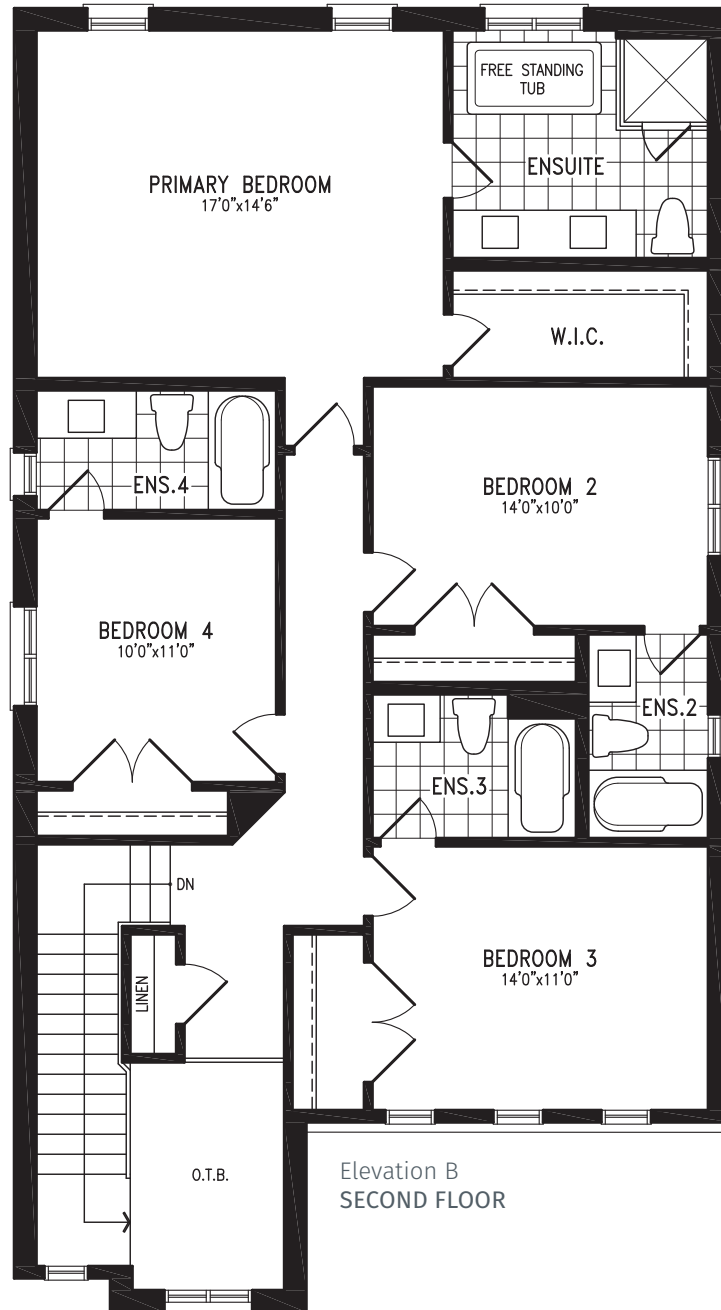 FREE STANDING
TUB
ENSUITE
PRIMARY BEDROOM
17'0"x14'6"
W.I.C.
ENS.4
BEDROOM 2
14'0"x10'0"
BEDROOM 4
10'0"x11'0"
ENS.2
ENS.3
DN
BEDROOM 3
14'0"x11'0"
LINEN
O.T.B.
Elevation B
SECOND FLOOR